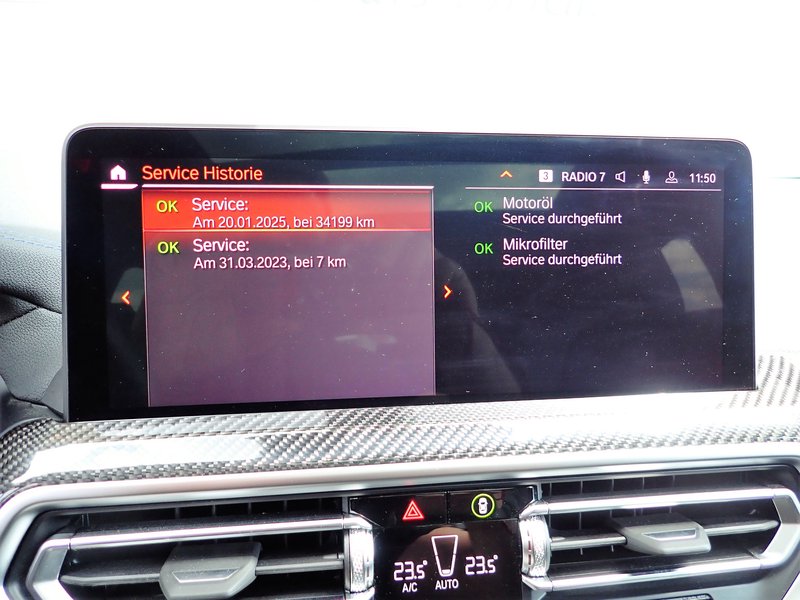 Service Historie
3 RADIO 7 11:50
OK Service:
Am 20.01.2025, bei 34199 km
OK Service:
Am 31.03.2023, bei 7 km
OK Motoröl
Service durchgeführt
OK Mikrofilter
Service durchgeführt
23.5° 23.5°
A/C AUTO